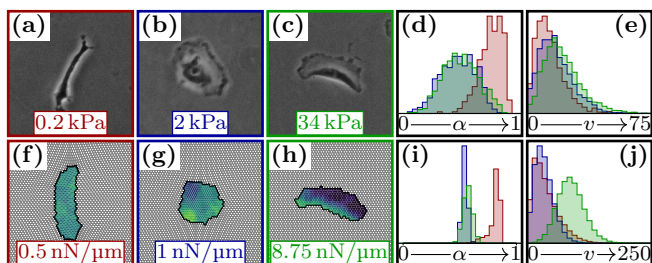 (a)
(b)
(c)
(d)
(e)
0.2 kPa
2 kPa
34 kPa
0—α→1
0—v→75
(f)
(g)
(h)
(i)
(j)
0.5 nN/μm
1 nN/μm
8.75 nN/μm
0—α→1
0—v→250